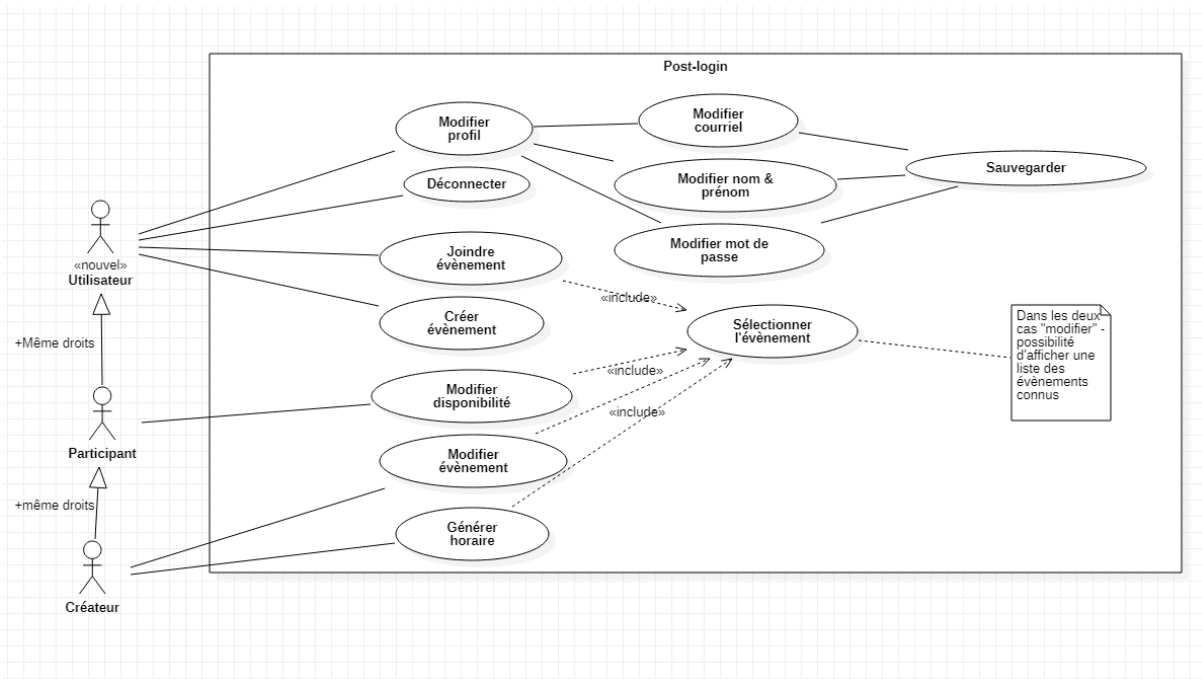 Post-login
Modifier
profil
Modifier
courriel
Sauvegarder
Déconnecter
Modifier nom &
prénom
Modifier mot de
passe
«nouvel»
Utilisateur
Joindre
évènement
«include»
Créer
évènement
Sélectionner
l'évènement
Dans les deux
cas "modifier" -
possibilité
d'afficher une
liste des
évènements
connus
+Même droits
Modifier
disponibilité
«include»
«include»
Participant
Modifier
évènement
+même droits
Générer
horaire
Créateur